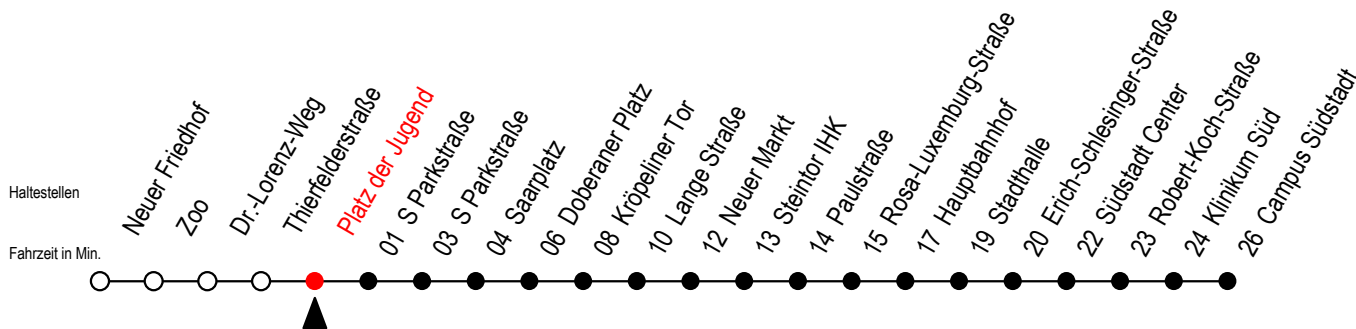 Haltestellen
Fahrzeit in Min.
Neuer Friedhof
Zoo
Dr.-Lorenz-Weg
Thierfelderstraße
Platz der Jugend
01 S Parkstraße
03 S Parkstraße
04 Saarplatz
06 Doberaner Platz
08 Kröpeliner Tor
10 Lange Straße
12 Neuer Markt
13 Steintor IHK
14 Paulstraße
15 Rosa-Luxemburg-Straße
17 Hauptbahnhof
19 Stadthalle
20 Erich-Schlesinger-Straße
22 Südstadt Center
23 Robert-Koch-Straße
24 Klinikum Süd
26 Campus Südstadt